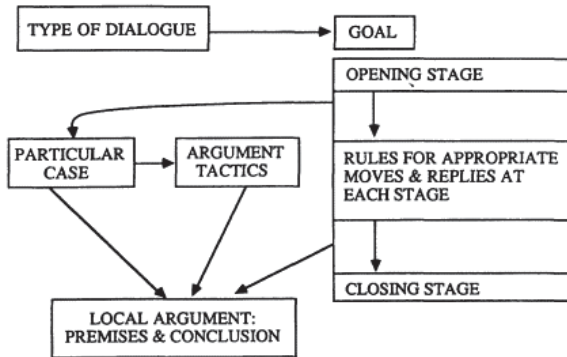 TYPE OF DIALOGUE
GOAL
OPENING STAGE
PARTICULAR
CASE
ARGUMENT
TACTICS
RULES FOR APPROPRIATE
MOVES & REPLIES AT
EACH STAGE
CLOSING STAGE
LOCAL ARGUMENT:
PREMISES & CONCLUSION